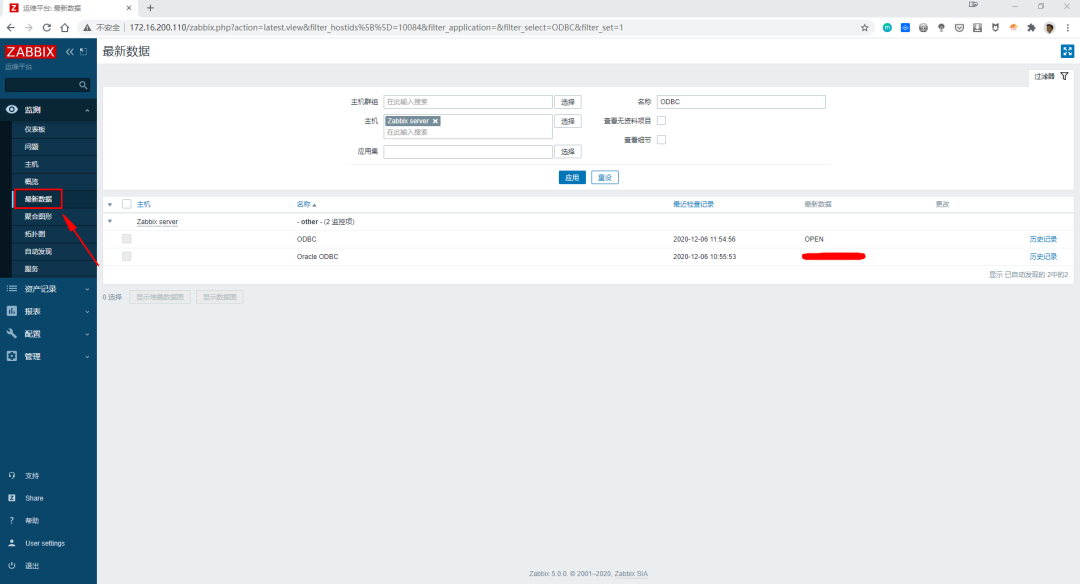 运维平台: 最新数据
不安全 | 172.16.200.110/zabbix.php?action=latest.view&filter_hostids%5B%5D=10084&filter_application=&filter_select=ODBC&filter_set=1
ZABBIX
运维平台
最新数据
过滤器
主机群组 在此输入搜索 选择
名称 ODBC
主机 Zabbix server 选择
在此输入搜索
查看无资料项目
查看细节
应用集 选择
应用 重设
监测
仪表板
问题
主机
概览
最新数据
聚合图形
拓扑图
自动发现
服务
资产记录
报表
配置
管理
支持
Share
帮助
User settings
退出
主机 名称 最近检查记录 最新数据 更改
Zabbix server - other - (2 监控项)
ODBC 2020-12-06 11:54:56 OPEN 历史记录
Oracle ODBC 2020-12-06 10:55:53 历史记录
显示 已自动发现的 2中的2
0 选择 显示堆叠数据图 显示数据图
Zabbix 5.0.0. © 2001–2020, Zabbix SIA